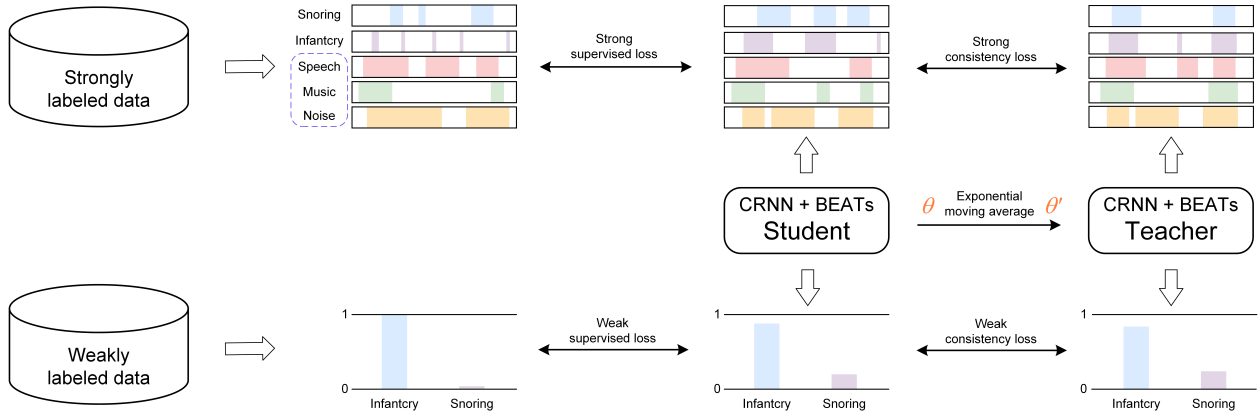 Strongly
labeled data
Snoring
Infantcry
Speech
Music
Noise
Strong
supervised loss
Strong
consistency loss
CRNN + BEATs
Student
θ
Exponential
moving average
θ'
CRNN + BEATs
Teacher
Weakly
labeled data
1
0
Infantcry
Snoring
Weak
supervised loss
1
0
Infantcry
Snoring
Weak
consistency loss
1
0
Infantcry
Snoring